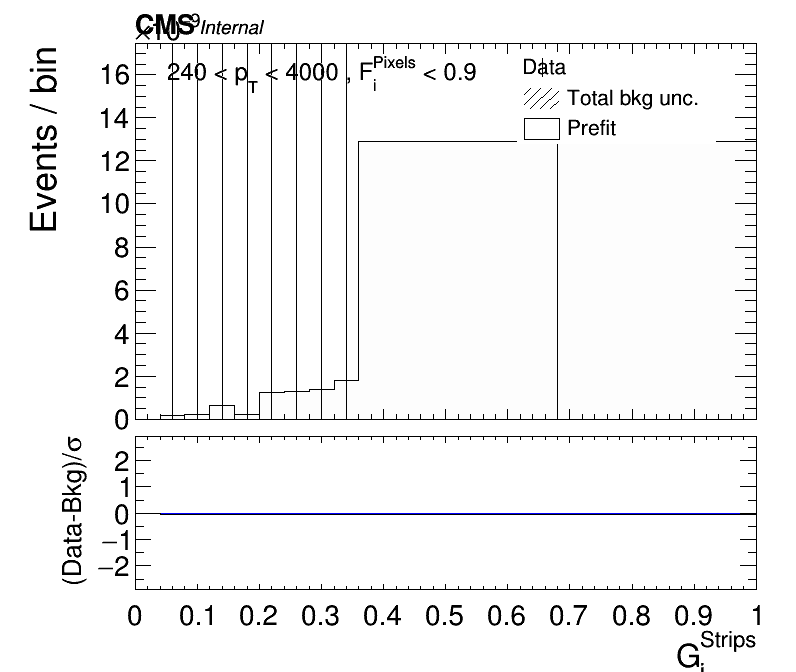 CMS Internal
×10⁹
Events / bin
240 < p_T < 4000 , F_i^Pixels < 0.9
Data
Total bkg unc.
Prefit
16
14
12
10
8
6
4
2
0
(Data-Bkg)/σ
2
1
0
−1
−2
0 0.1 0.2 0.3 0.4 0.5 0.6 0.7 0.8 0.9 1
G_i^Strips